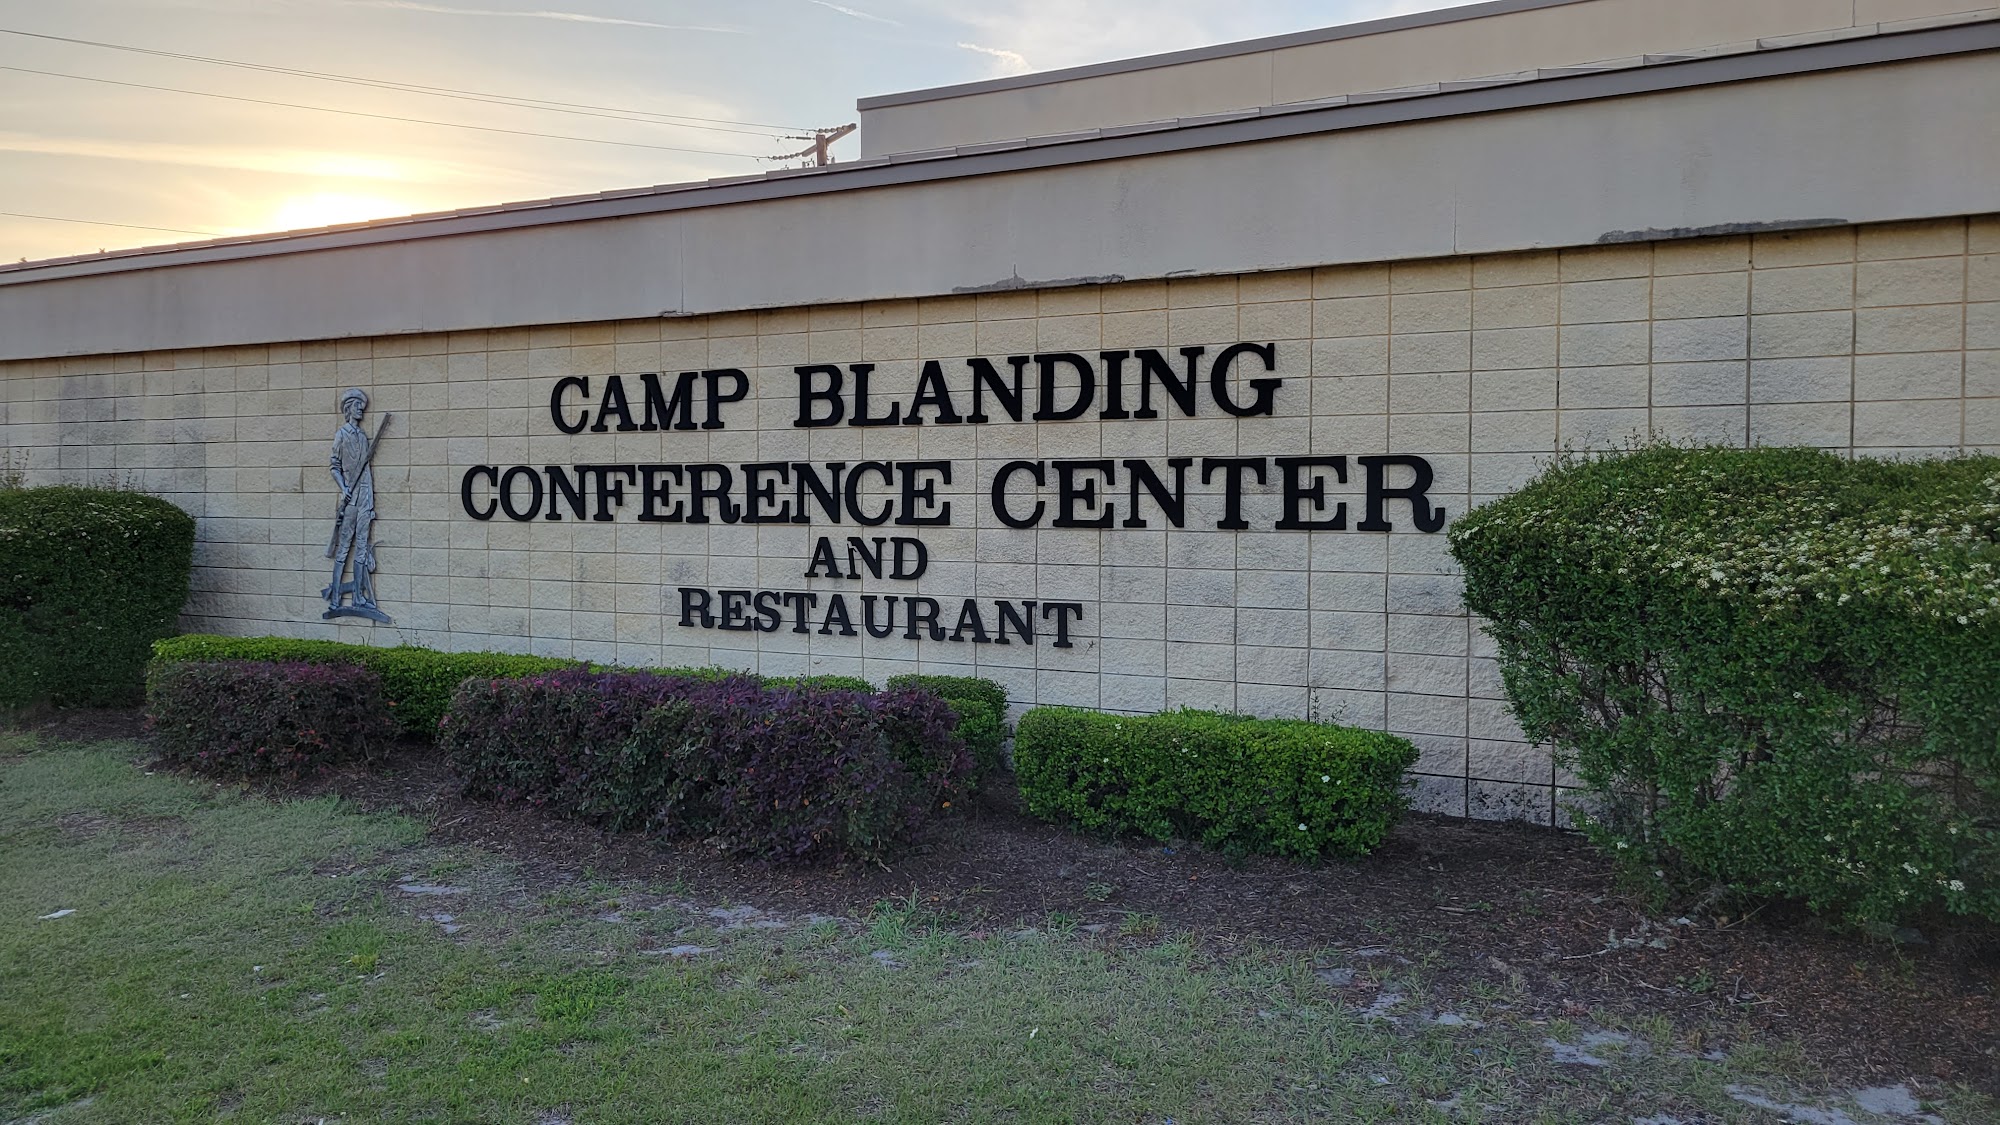 CAMP BLANDING
CONFERENCE CENTER
AND
RESTAURANT